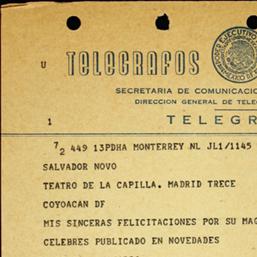 U TELEGRAFOS
SECRETARIA DE COMUNICACIO
DIRECCION GENERAL DE TELE
1 TELEGR
72 449 13PDHA MONTERREY.NL JL1/1145
SALVADOR NOVO
TEATRO DE LA CAPILLA. MADRID TRECE
COYOACAN DF
MIS SINCERAS FELICITACIONES POR SU MAG
CELEBRES PUBLICADO EN NOVEDADES